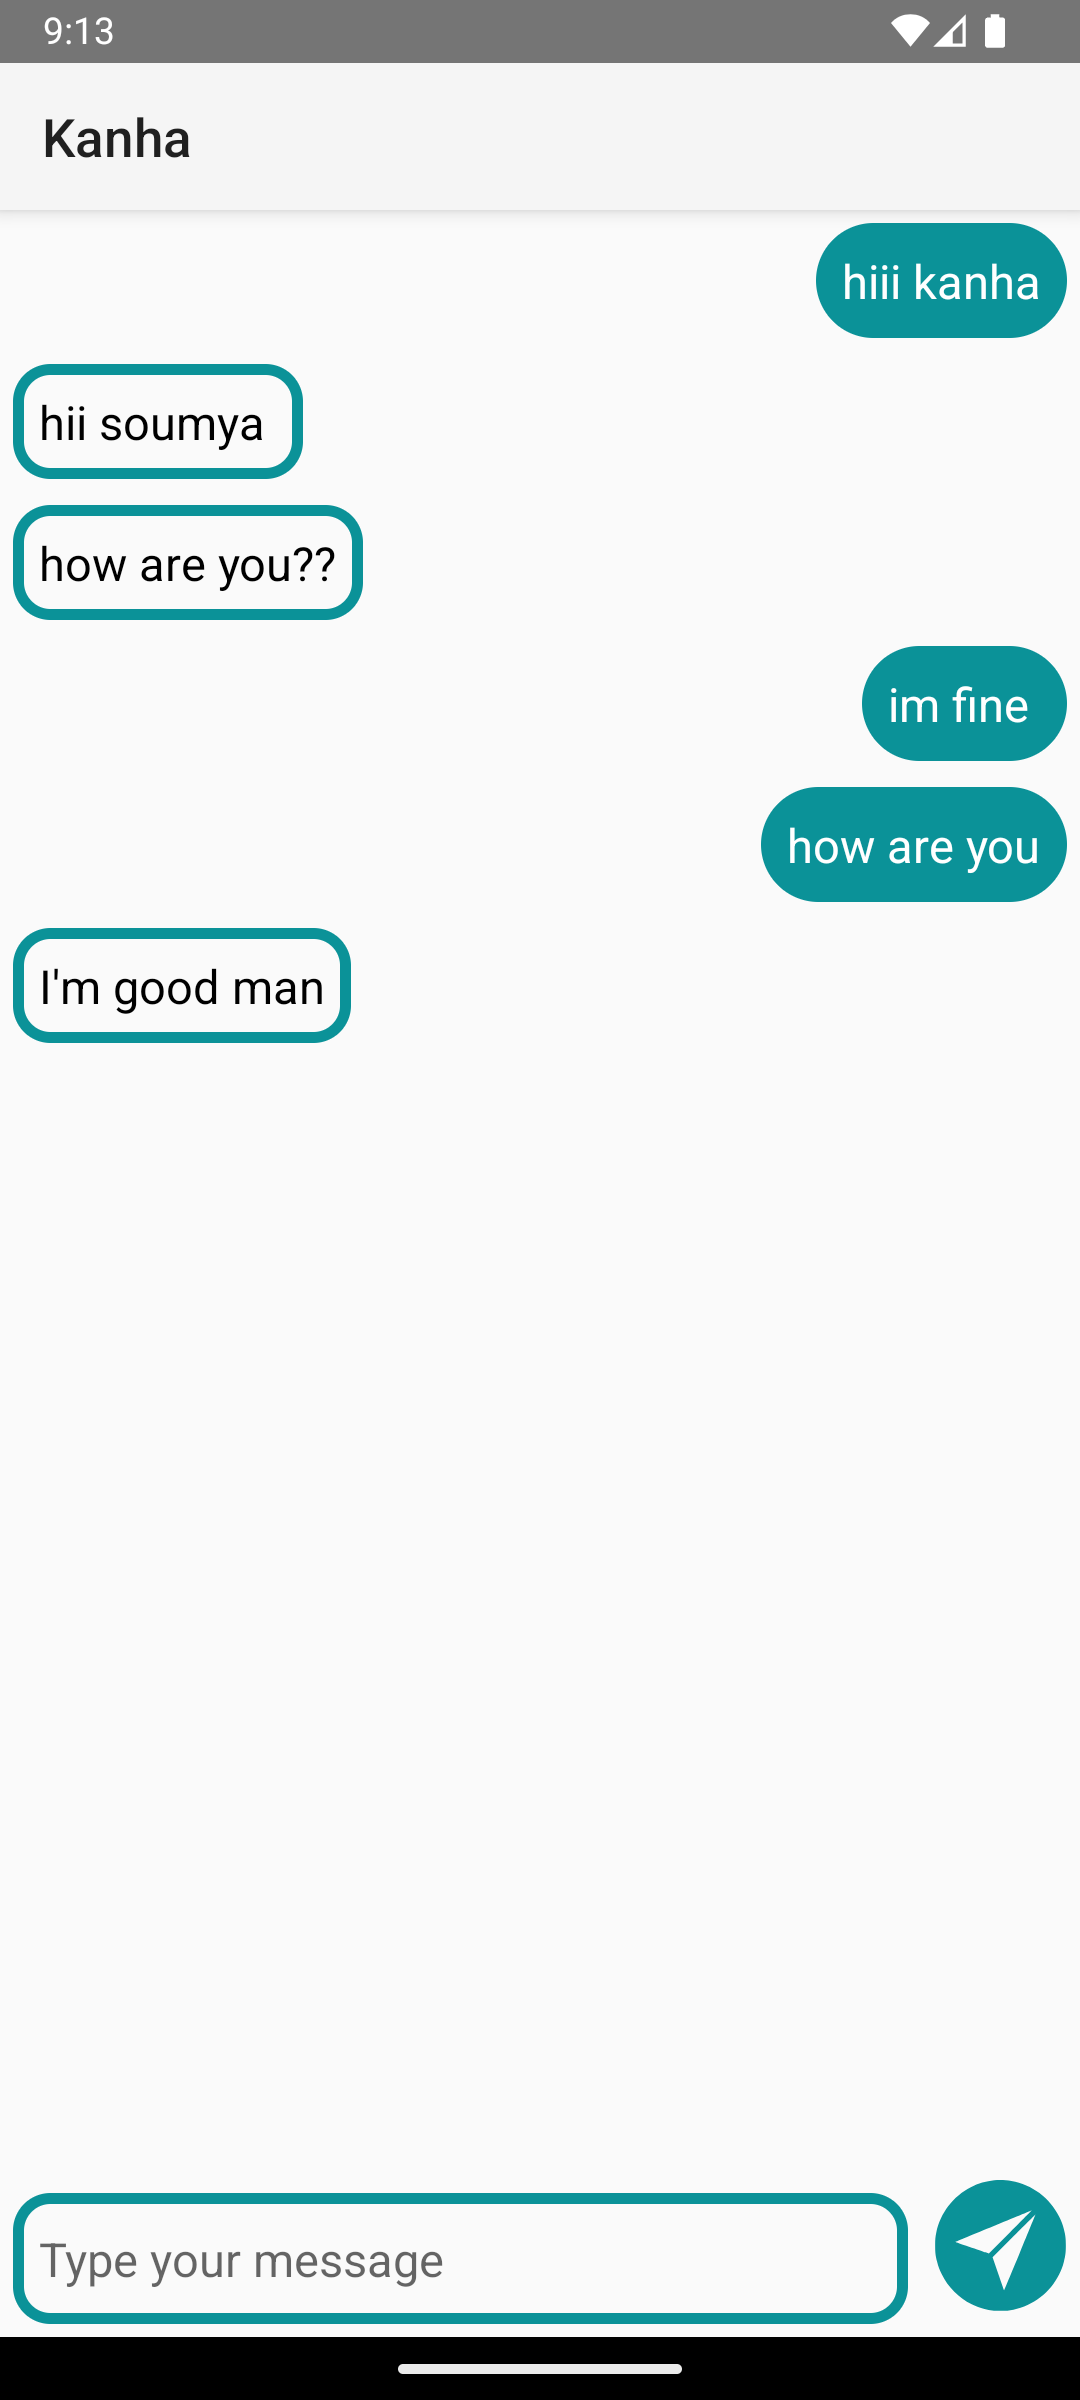 9:13
Kanha
hiii kanha
hii soumya
how are you??
im fine
how are you
I'm good man
Type your message